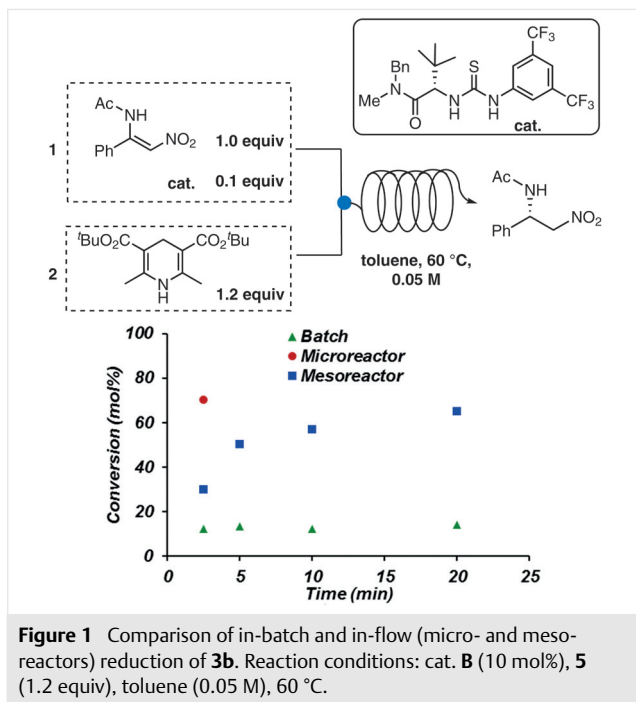 CF₃
Bn
Me
N
O
N
H
S
N
H
CF₃
cat.
Ac
NH
Ph
NO₂
1.0 equiv
1
cat. 0.1 equiv
ᵗBuO₂C
CO₂ᵗBu
2
N
H
1.2 equiv
toluene, 60 °C,
0.05 M
Ac
NH
Ph
NO₂
Batch
Microreactor
Mesoreactor
Conversion (mol%)
100
80
60
40
20
0
0 5 10 15 20 25
Time (min)
Figure 1 Comparison of in-batch and in-flow (micro- and meso-
reactors) reduction of 3b. Reaction conditions: cat. B (10 mol%), 5
(1.2 equiv), toluene (0.05 M), 60 °C.